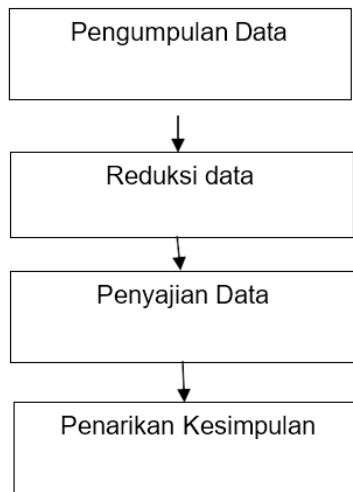 Pengumpulan Data
Reduksi data
Penyajian Data
Penarikan Kesimpulan